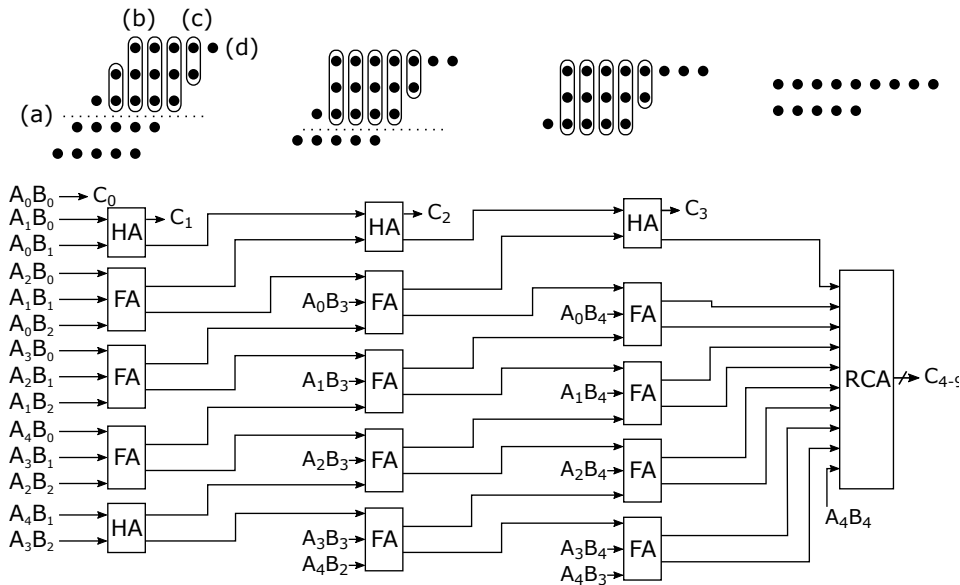 (b) (c)
(d)
(a)
A₀B₀ C₀
A₁B₀ HA C₁ HA C₂ HA C₃
A₀B₁
A₂B₀
A₁B₁ FA A₀B₃ FA A₀B₄ FA
A₀B₂
A₃B₀
A₂B₁ FA A₁B₃ FA A₁B₄ FA RCA C₄₋₉
A₁B₂
A₄B₀
A₃B₁ FA A₂B₃ FA A₂B₄ FA
A₂B₂
A₄B₁ HA A₄B₄
A₃B₂ A₃B₃ FA A₃B₄ FA
A₄B₂ A₄B₃